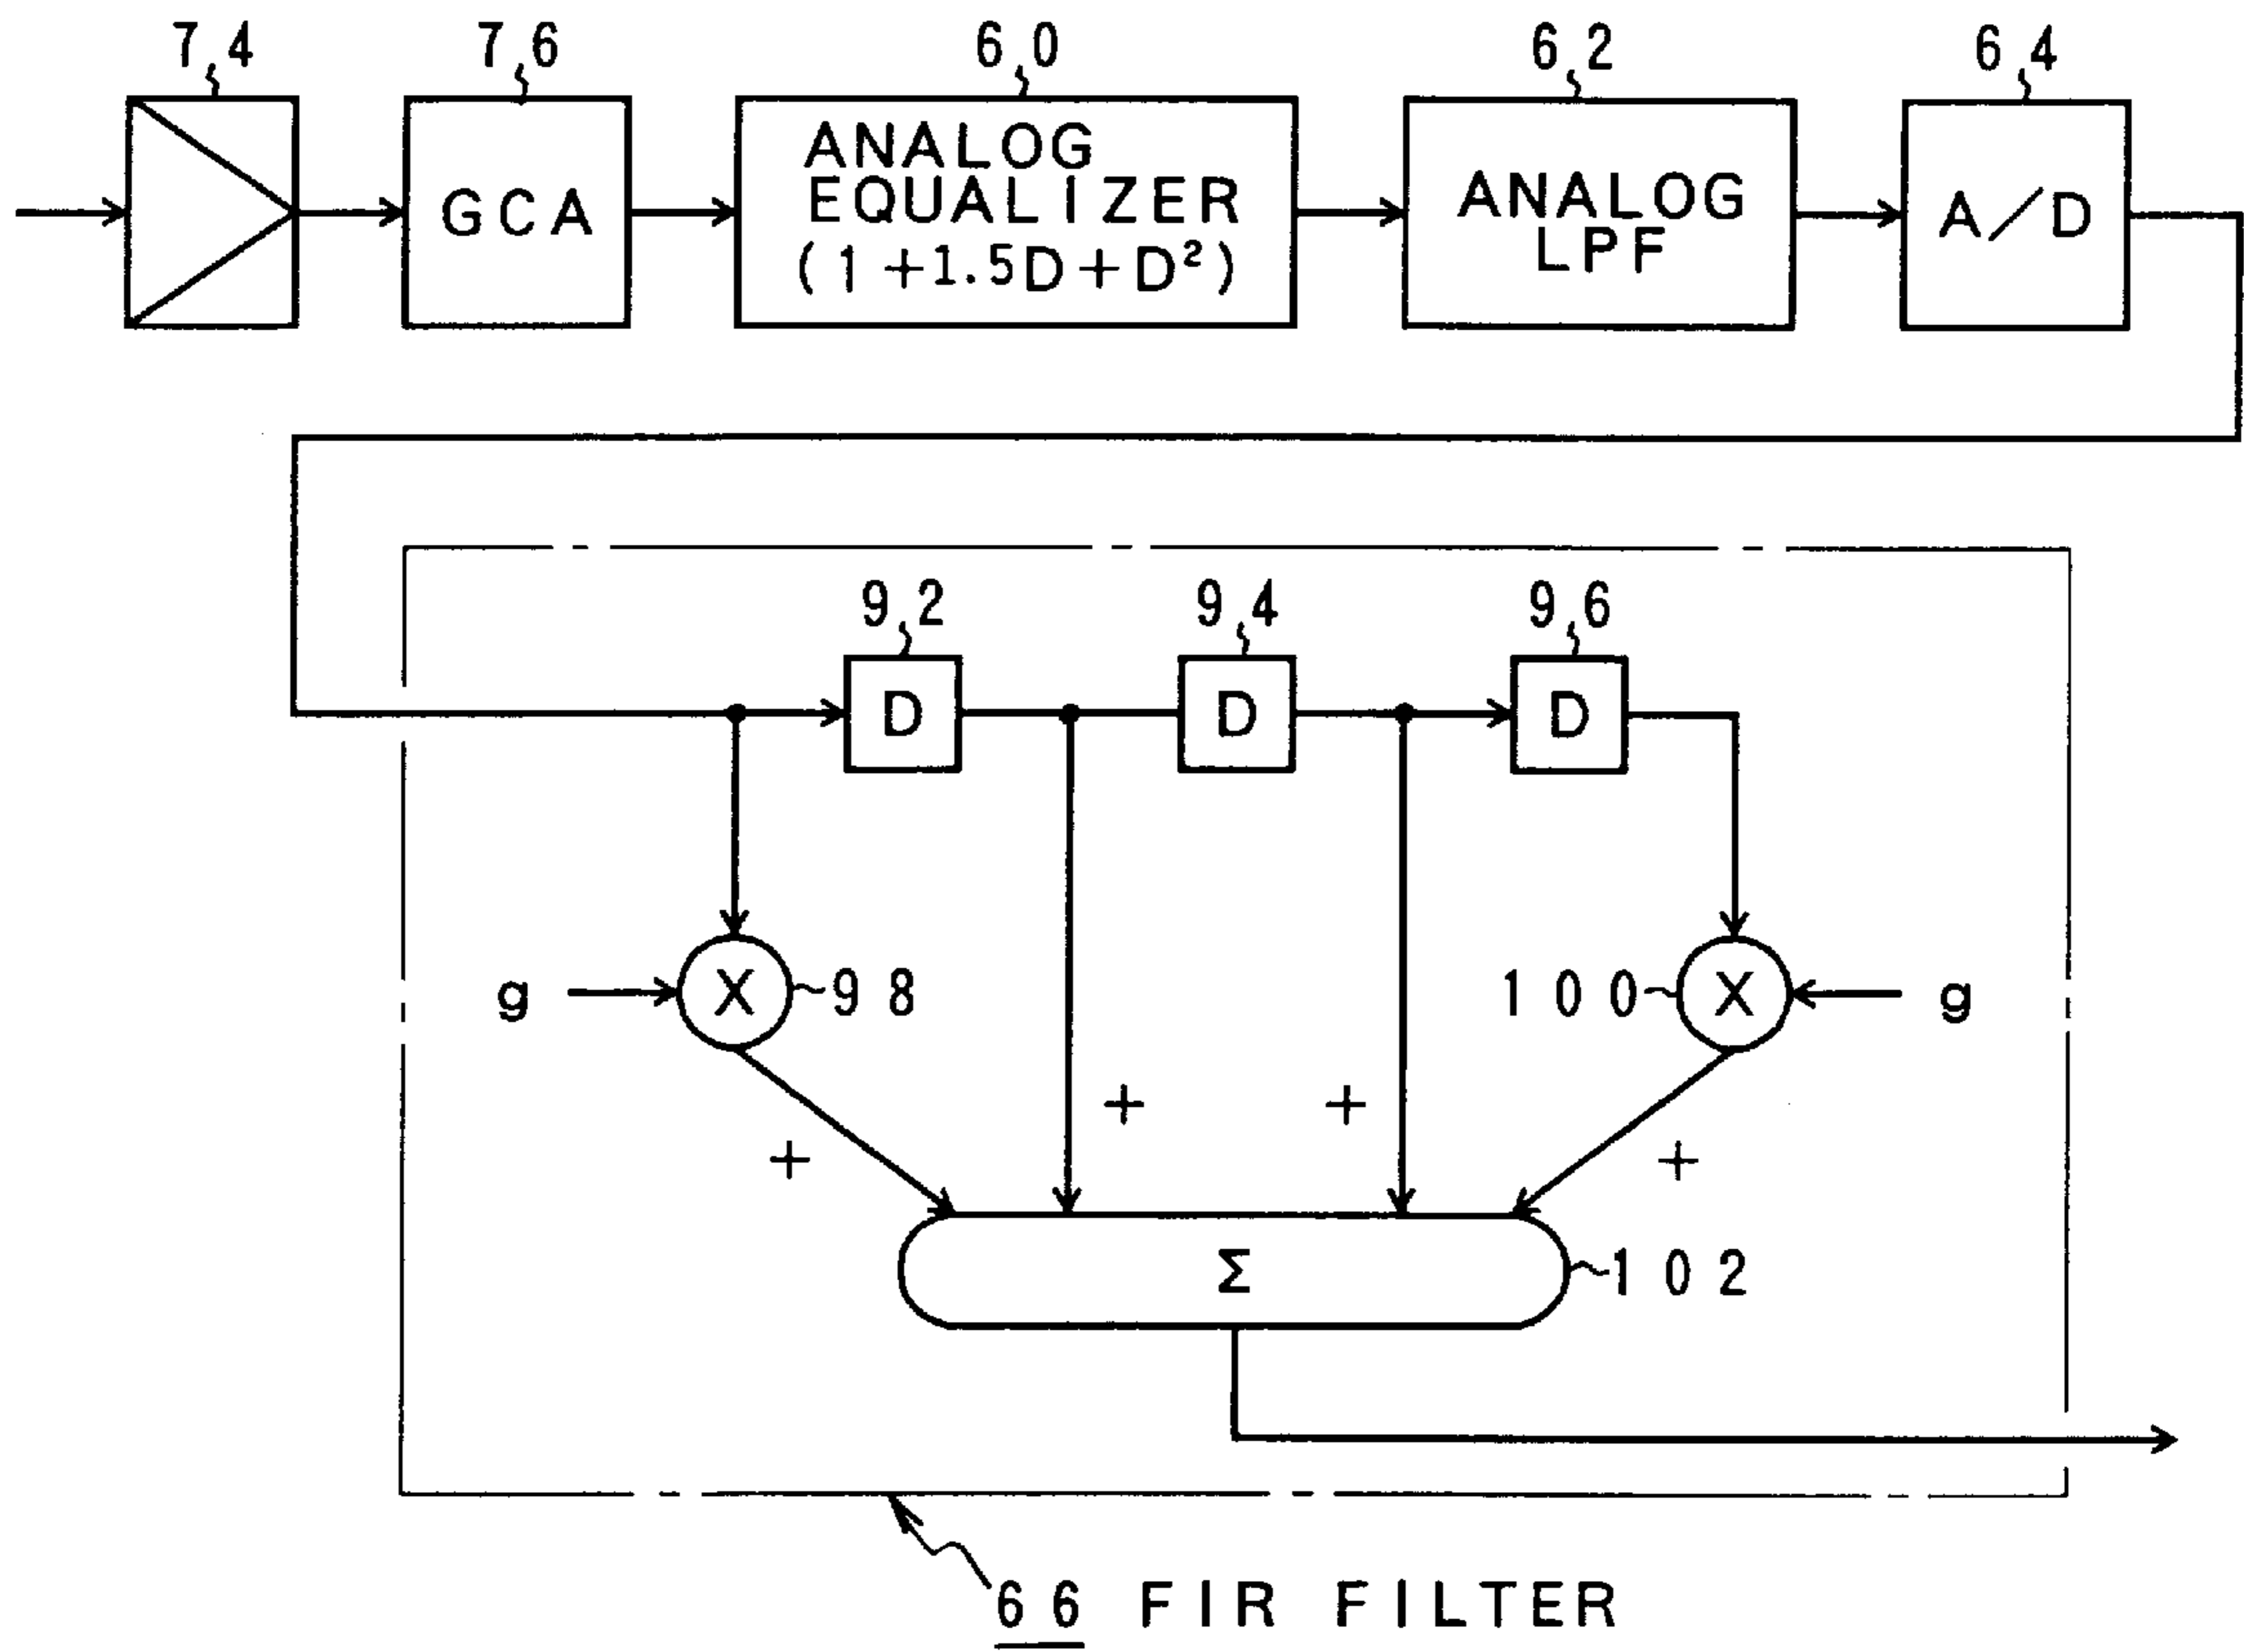 74 76 60 62 64
GCA
ANALOG
EQUALIZER
(1+1.5D+D²)
ANALOG
LPF
A/D
92 94 96
D D D
g X 98 100 X g
+ +
+ +
Σ 102
66 FIR FILTER